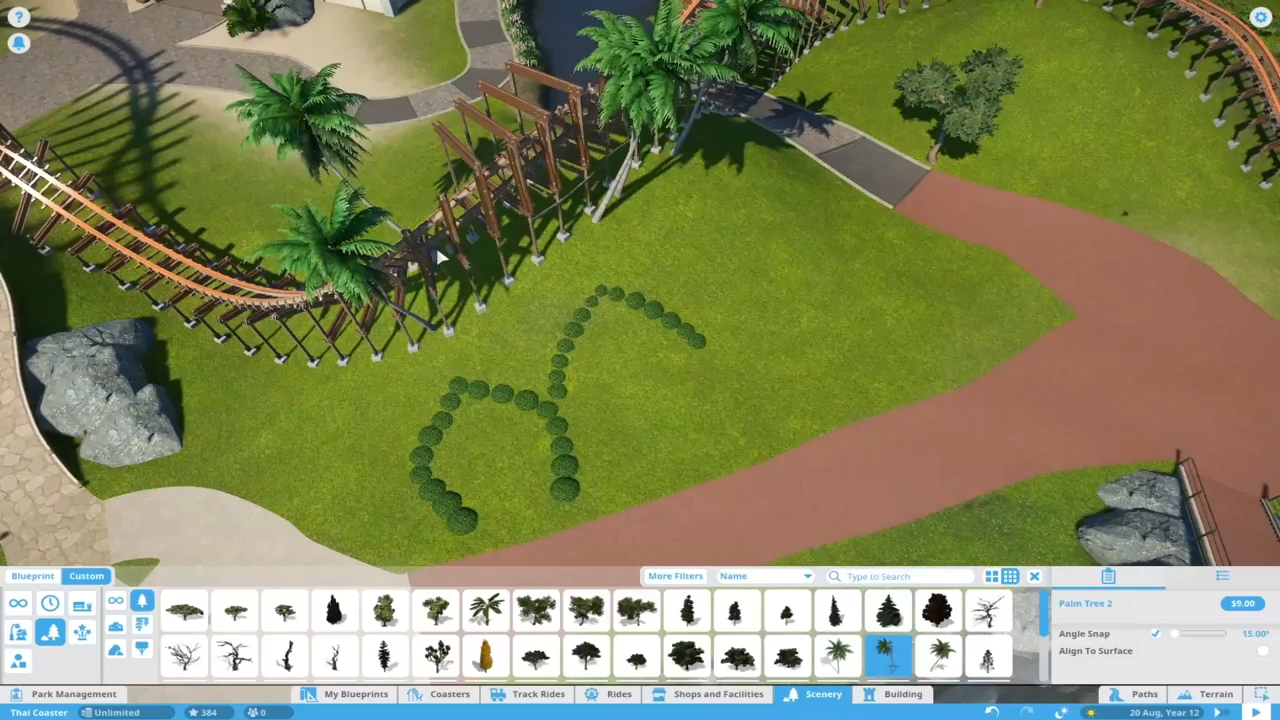 Blueprint Custom
More Filters Name Type to Search
Palm Tree 2 $9.00
Angle Snap 15.00°
Align To Surface
Park Management My Blueprints Coasters Track Rides Rides Shops and Facilities Scenery Building Paths Terrain
Thai Coaster Unlimited 384 0 20 Aug, Year 12